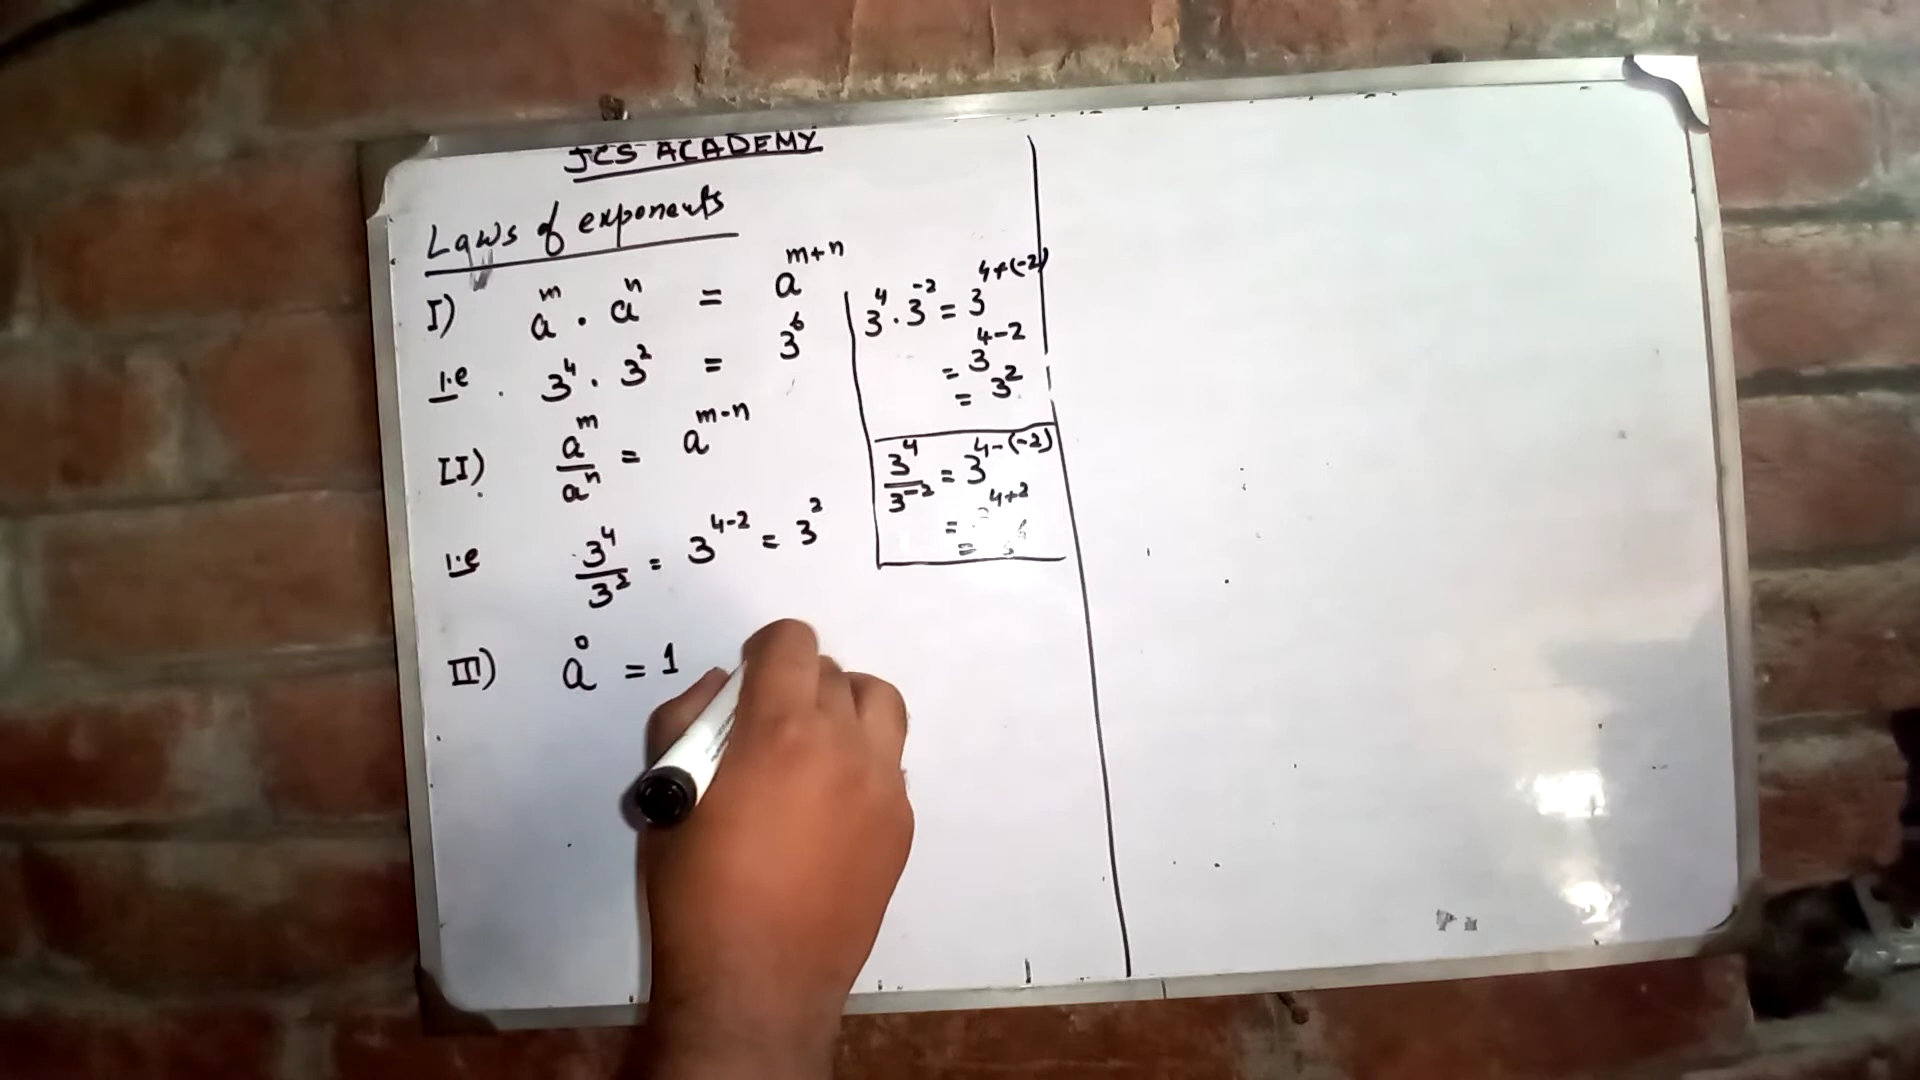 JCS ACADEMY
Laws of exponents
I) a^m . a^n = a^(m+n)
1.e . 3^4 . 3^2 = 3^6
II) a^m/a^n = a^(m-n)
1.e 3^4/3^2 = 3^(4-2) = 3^2
III) a^0 = 1
3^4 . 3^-2 = 3^(4+(-2))
= 3^(4-2)
= 3^2
3^4/3^-2 = 3^(4-(-2))
= ^(4+2)
=